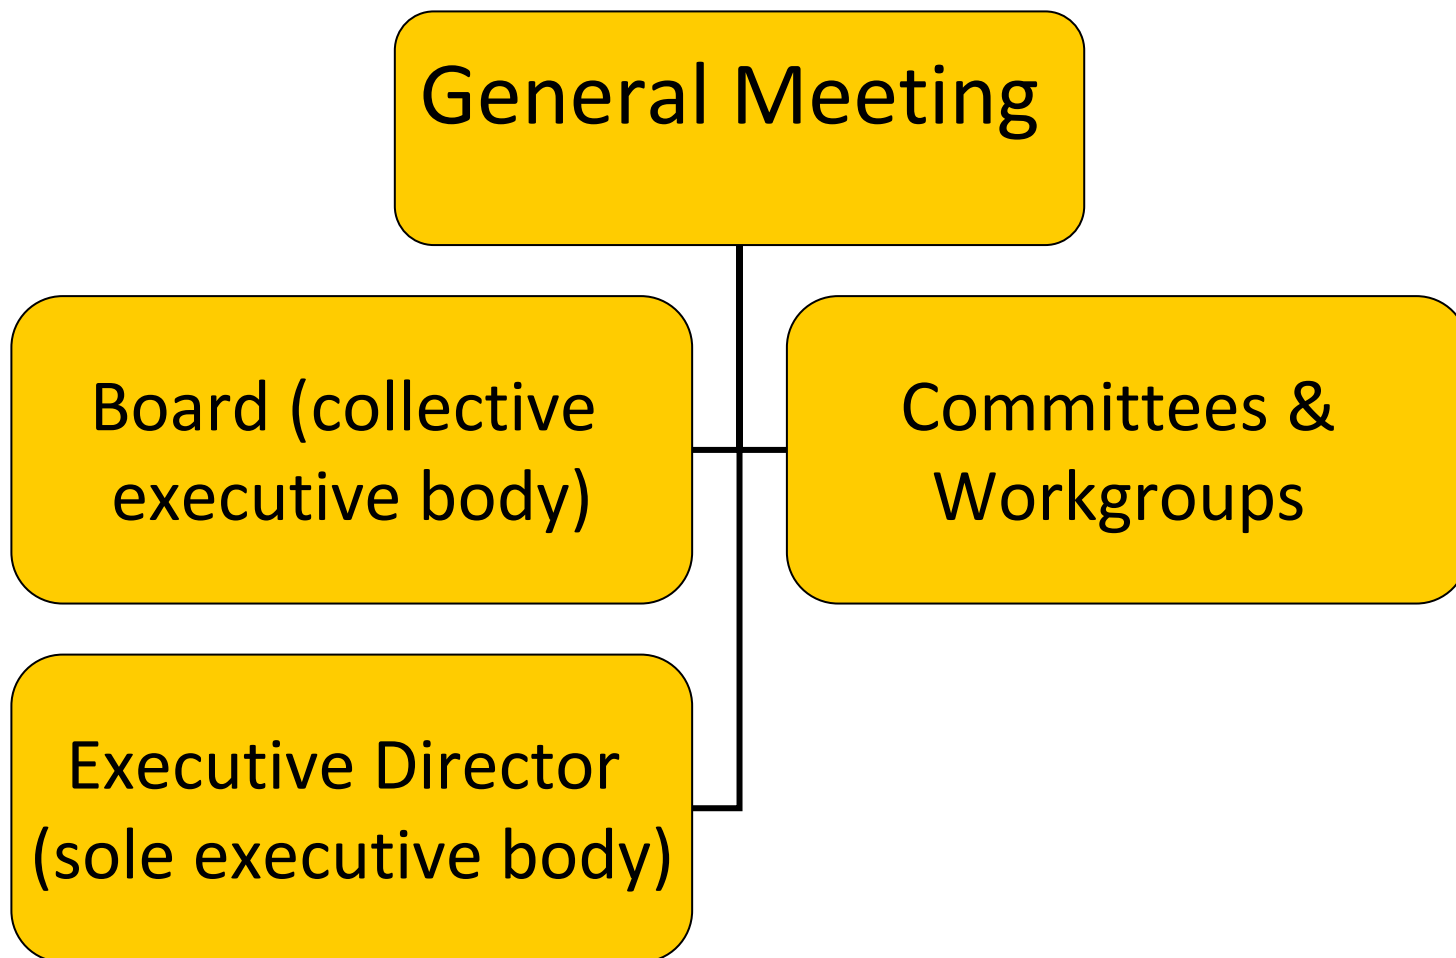 General Meeting
Board (collective
executive body)
Committees &
Workgroups
Executive Director
(sole executive body)